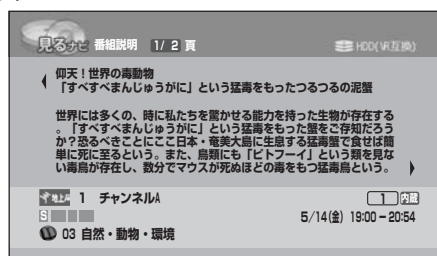 見るナビ 番組説明 1/ 2 頁 HDD(VR互換)
仰天！世界の毒動物
「すべすべまんじゅうがに」という猛毒をもったつるつるの泥蟹
世界には多くの、時に私たちを驚かせる能力を持った生物が存在する
。「すべすべまんじゅうがに」という猛毒をもった蟹をご存知だろう
か？恐るべきことにここ日本・奄美大島に生息する猛毒蟹で食せば簡
単に死に至るという。また、鳥類にも「ピトフーイ」という類を見な
い毒鳥が存在し、数分でマウスが死ぬほどの毒をもつ猛毒鳥という。
地上A 1 チャンネルA 1 内蔵
S 5/14(金) 19:00－20:54
03 自然・動物・環境